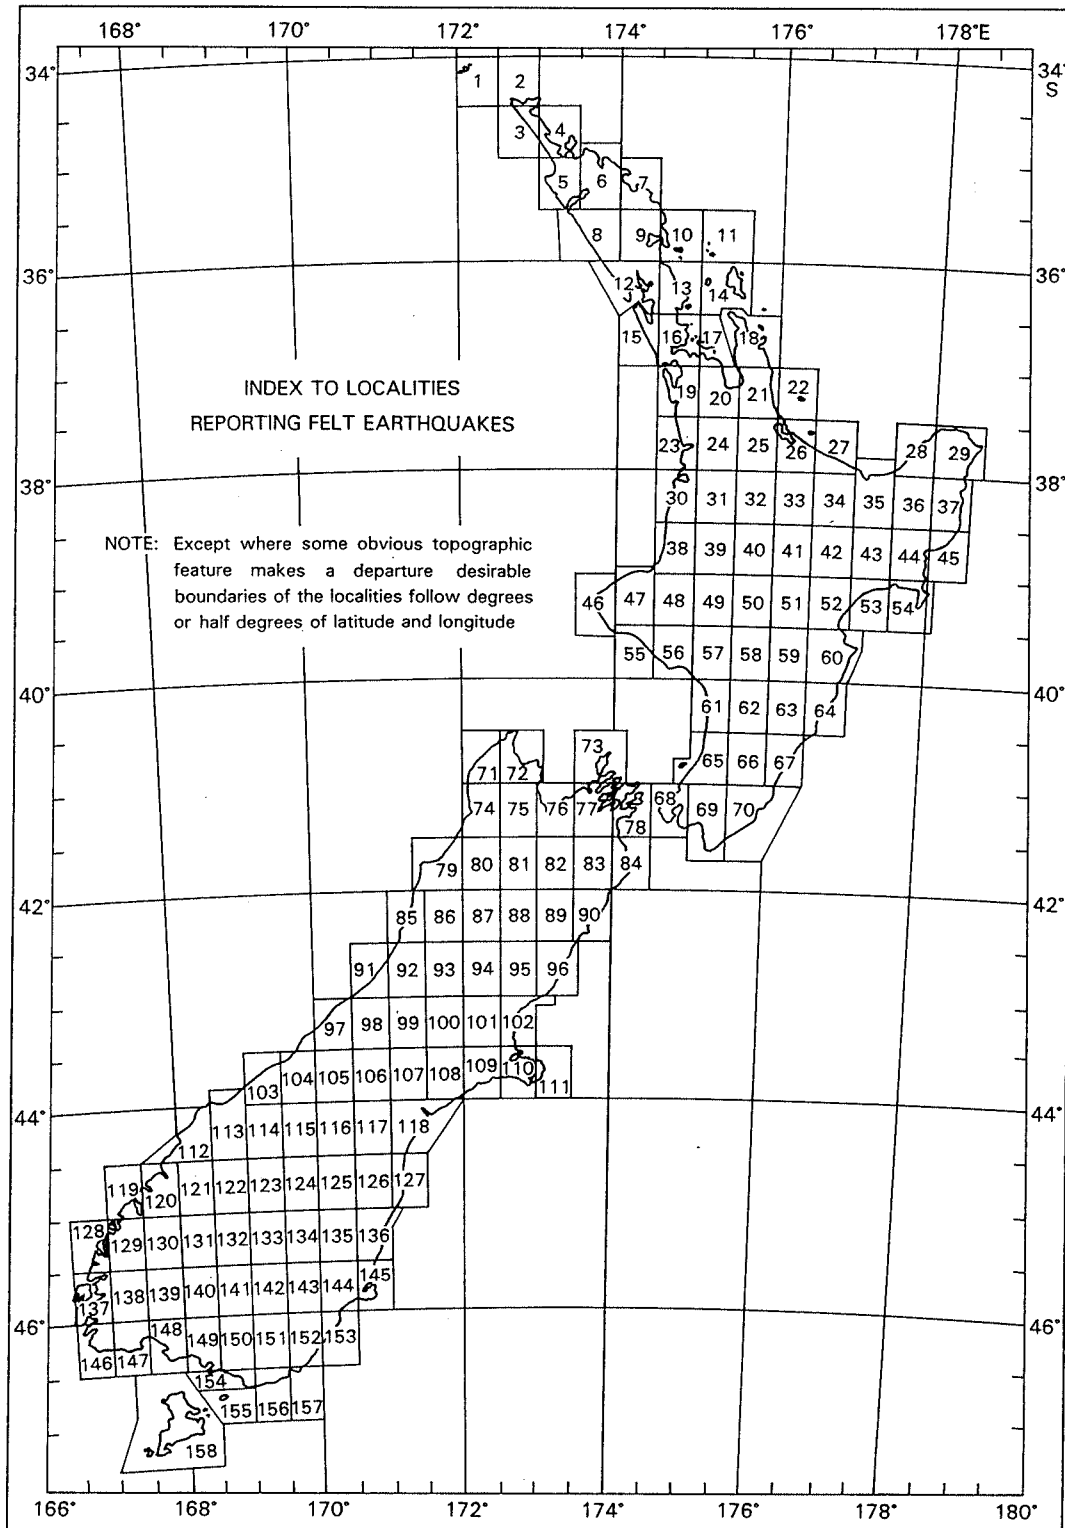 168° 170° 172° 174° 176° 178°E
34° 34°
S
1 2
3 4
5 6 7
8 9 10 11
36° 36°
12 13 14
15 16 17 18
INDEX TO LOCALITIES
REPORTING FELT EARTHQUAKES
19 20 21 22
23 24 25 26 27 28 29
38° 38°
30 31 32 33 34 35 36 37
NOTE: Except where some obvious topographic
feature makes a departure desirable
boundaries of the localities follow degrees
or half degrees of latitude and longitude
38 39 40 41 42 43 44 45
46 47 48 49 50 51 52 53 54
55 56 57 58 59 60
40° 40°
61 62 63 64
71 72 73 65 66 67
74 75 76 77 78 68 69 70
79 80 81 82 83 84
42° 42°
85 86 87 88 89 90
91 92 93 94 95 96
97 98 99 100 101 102
103 104 105 106 107 108 109 110 111
44° 44°
112 113 114 115 116 117 118
119 120 121 122 123 124 125 126 127
128 129 130 131 132 133 134 135 136
137 138 139 140 141 142 143 144 145
46° 46°
146 147 148 149 150 151 152 153
154 155 156 157
158
166° 168° 170° 172° 174° 176° 178° 180°